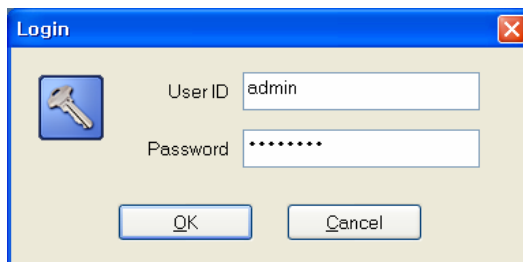 Login
User ID admin
Password ••••••••
OK Cancel